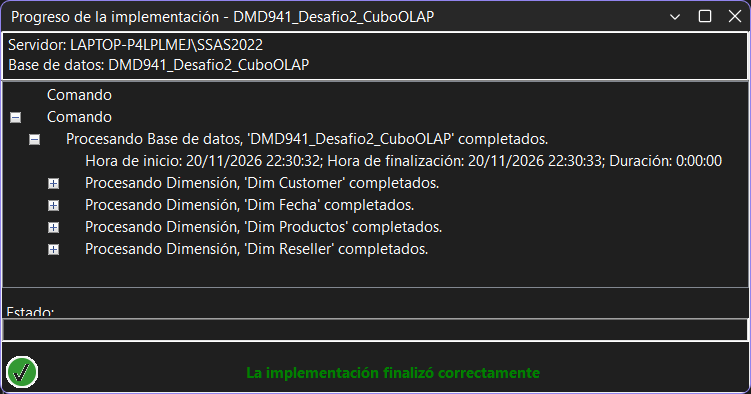 Progreso de la implementación - DMD941_Desafio2_CuboOLAP
Servidor: LAPTOP-P4LPLMEJ\SSAS2022
Base de datos: DMD941_Desafio2_CuboOLAP
Comando
Comando
Procesando Base de datos, 'DMD941_Desafio2_CuboOLAP' completados.
Hora de inicio: 20/11/2026 22:30:32; Hora de finalización: 20/11/2026 22:30:33; Duración: 0:00:00
Procesando Dimensión, 'Dim Customer' completados.
Procesando Dimensión, 'Dim Fecha' completados.
Procesando Dimensión, 'Dim Productos' completados.
Procesando Dimensión, 'Dim Reseller' completados.
Estado:
La implementación finalizó correctamente